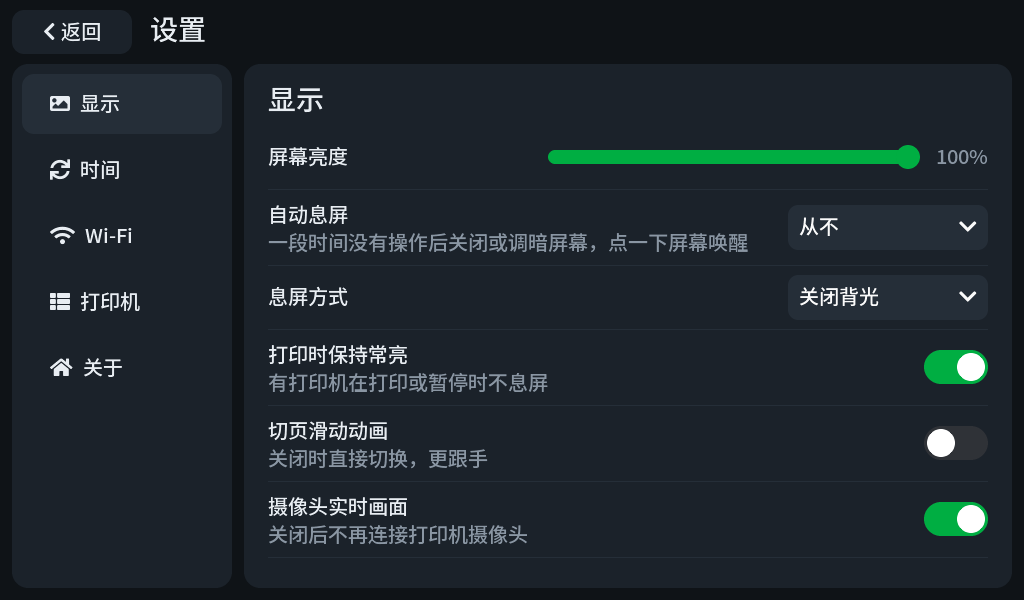 返回
设置
显示
时间
Wi-Fi
打印机
关于
显示
屏幕亮度
100%
自动息屏
一段时间没有操作后关闭或调暗屏幕，点一下屏幕唤醒
从不
息屏方式
关闭背光
打印时保持常亮
有打印机在打印或暂停时不息屏
切页滑动动画
关闭时直接切换，更跟手
摄像头实时画面
关闭后不再连接打印机摄像头